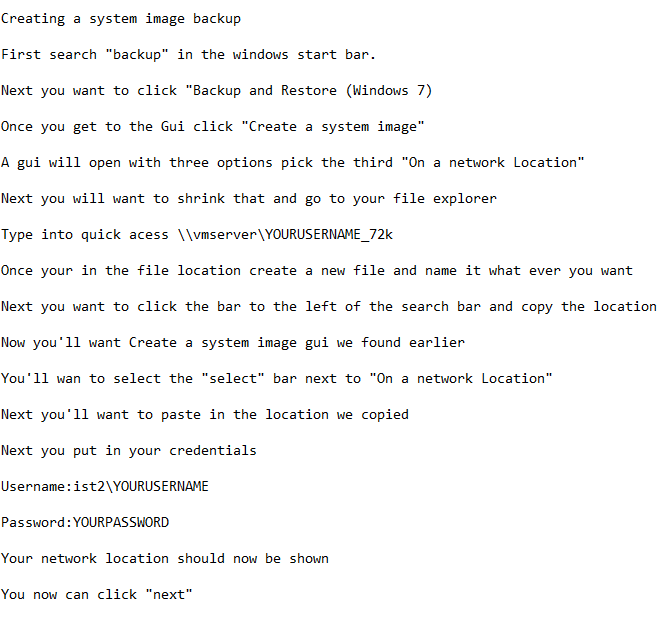 Creating a system image backup
First search "backup" in the windows start bar.
Next you want to click "Backup and Restore (Windows 7)
Once you get to the Gui click "Create a system image"
A gui will open with three options pick the third "On a network Location"
Next you will want to shrink that and go to your file explorer
Type into quick acess \\vmserver\YOURUSERNAME_72k
Once your in the file location create a new file and name it what ever you want
Next you want to click the bar to the left of the search bar and copy the location
Now you'll want Create a system image gui we found earlier
You'll wan to select the "select" bar next to "On a network Location"
Next you'll want to paste in the location we copied
Next you put in your credentials
Username:ist2\YOURUSERNAME
Password:YOURPASSWORD
Your network location should now be shown
You now can click "next"